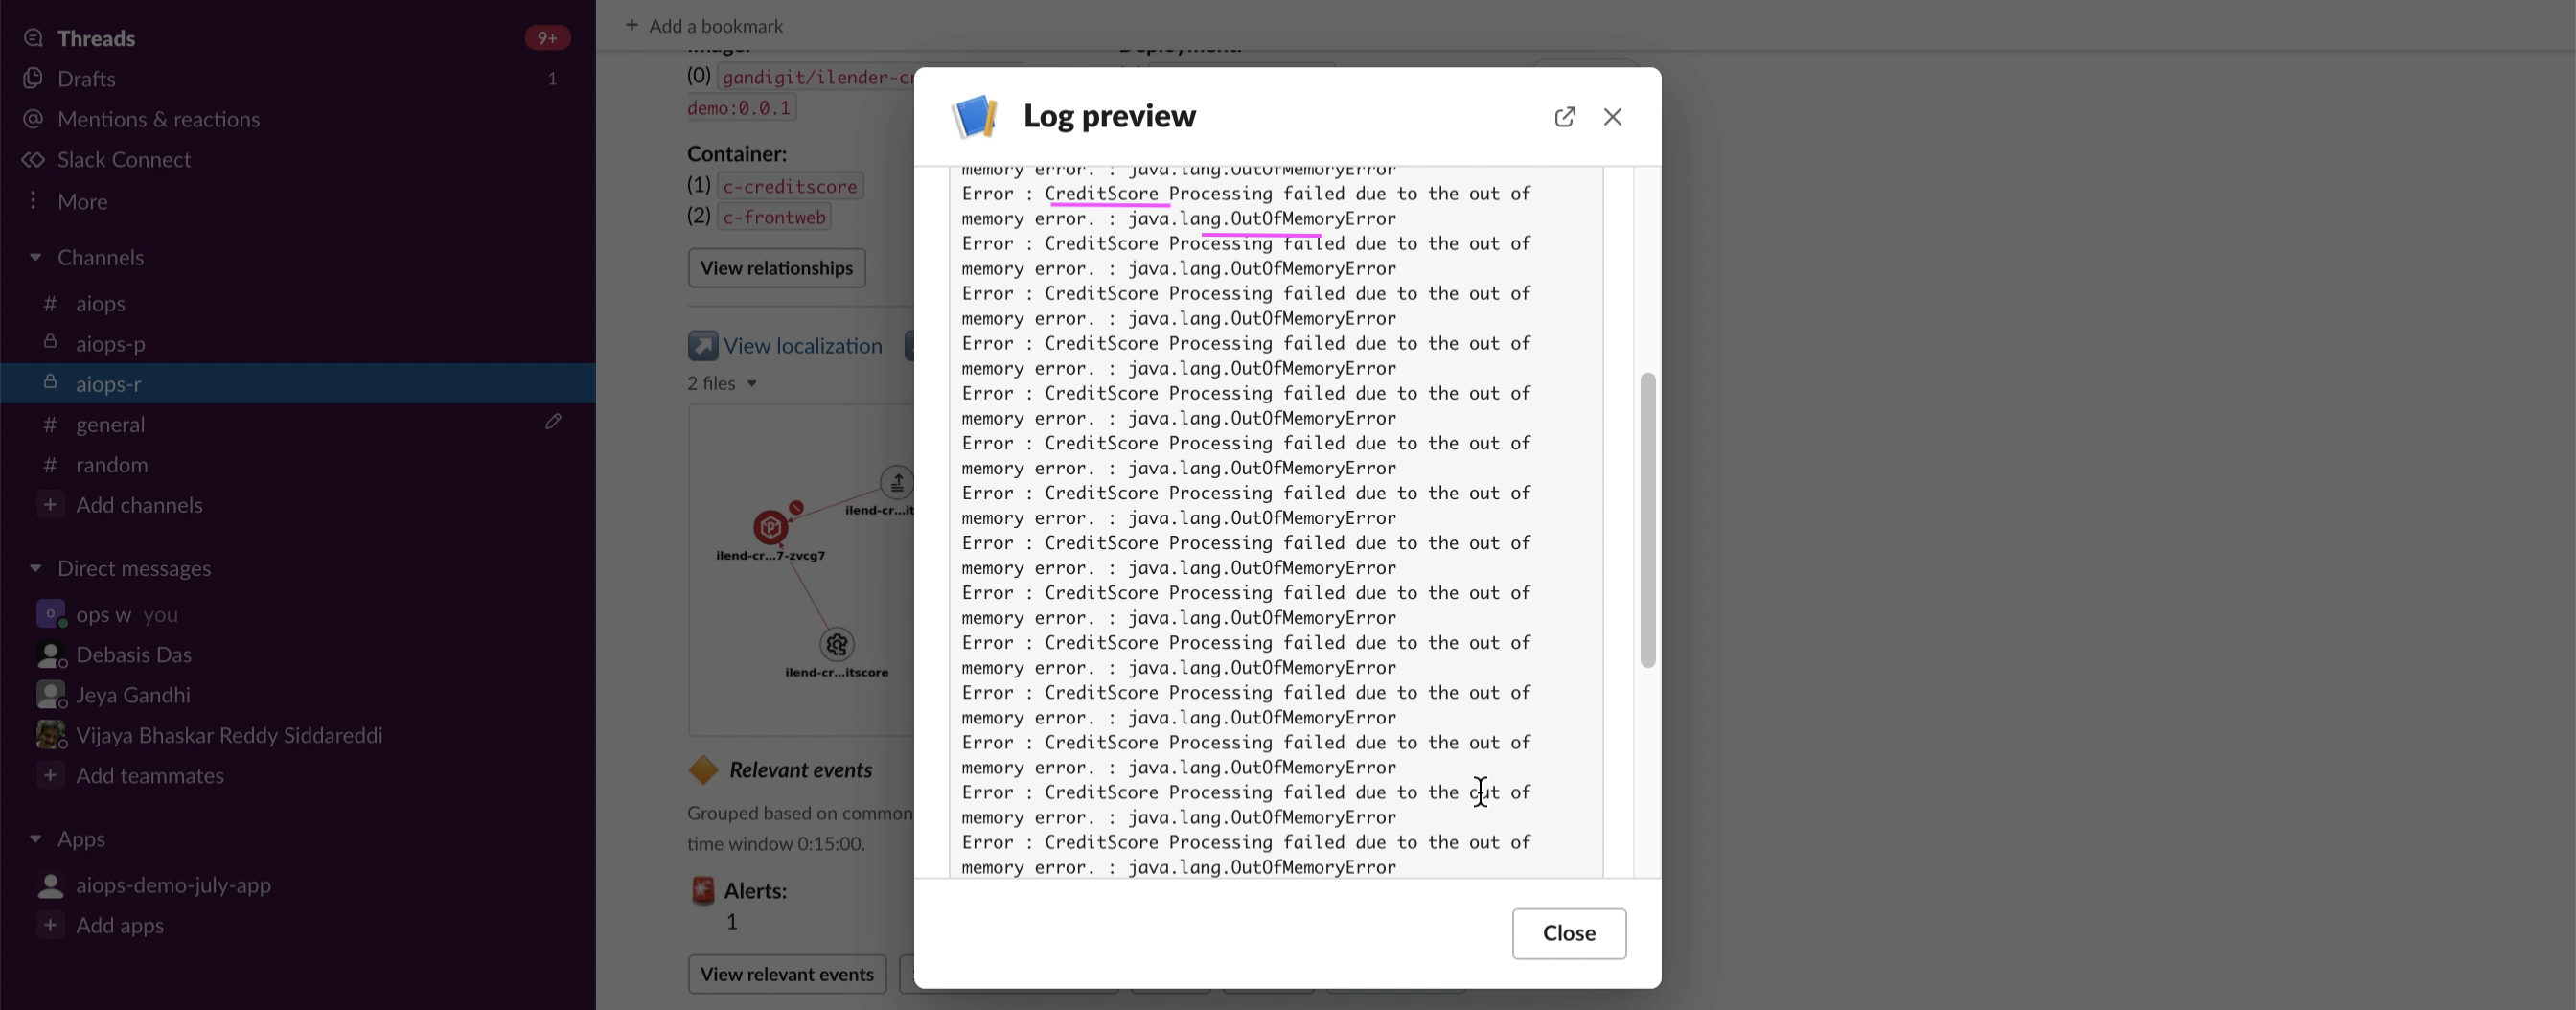 Threads
9+
Drafts
1
Mentions & reactions
Slack Connect
More
Channels
# aiops
aiops-p
aiops-r
# general
# random
+ Add channels
Direct messages
ops w you
Debasis Das
Jeya Gandhi
Vijaya Bhaskar Reddy Siddareddi
+ Add teammates
Apps
aiops-demo-july-app
+ Add apps
+ Add a bookmark
(0) gandigit/ilender-cr
demo:0.0.1
Container:
(1) c-creditscore
(2) c-frontweb
View relationships
View localization
2 files
ilend-cr...it
ilend-cr...7-zvcg7
ilend-cr...itscore
Relevant events
Grouped based on common
time window 0:15:00.
Alerts:
1
View relevant events
Log preview
memory error. : java.lang.OutOfMemoryError
Error : CreditScore Processing failed due to the out of
memory error. : java.lang.OutOfMemoryError
Error : CreditScore Processing failed due to the out of
memory error. : java.lang.OutOfMemoryError
Error : CreditScore Processing failed due to the out of
memory error. : java.lang.OutOfMemoryError
Error : CreditScore Processing failed due to the out of
memory error. : java.lang.OutOfMemoryError
Error : CreditScore Processing failed due to the out of
memory error. : java.lang.OutOfMemoryError
Error : CreditScore Processing failed due to the out of
memory error. : java.lang.OutOfMemoryError
Error : CreditScore Processing failed due to the out of
memory error. : java.lang.OutOfMemoryError
Error : CreditScore Processing failed due to the out of
memory error. : java.lang.OutOfMemoryError
Error : CreditScore Processing failed due to the out of
memory error. : java.lang.OutOfMemoryError
Error : CreditScore Processing failed due to the out of
memory error. : java.lang.OutOfMemoryError
Error : CreditScore Processing failed due to the out of
memory error. : java.lang.OutOfMemoryError
Error : CreditScore Processing failed due to the out of
memory error. : java.lang.OutOfMemoryError
Error : CreditScore Processing failed due to the out of
memory error. : java.lang.OutOfMemoryError
Error : CreditScore Processing failed due to the out of
memory error. : java.lang.OutOfMemoryError
Close